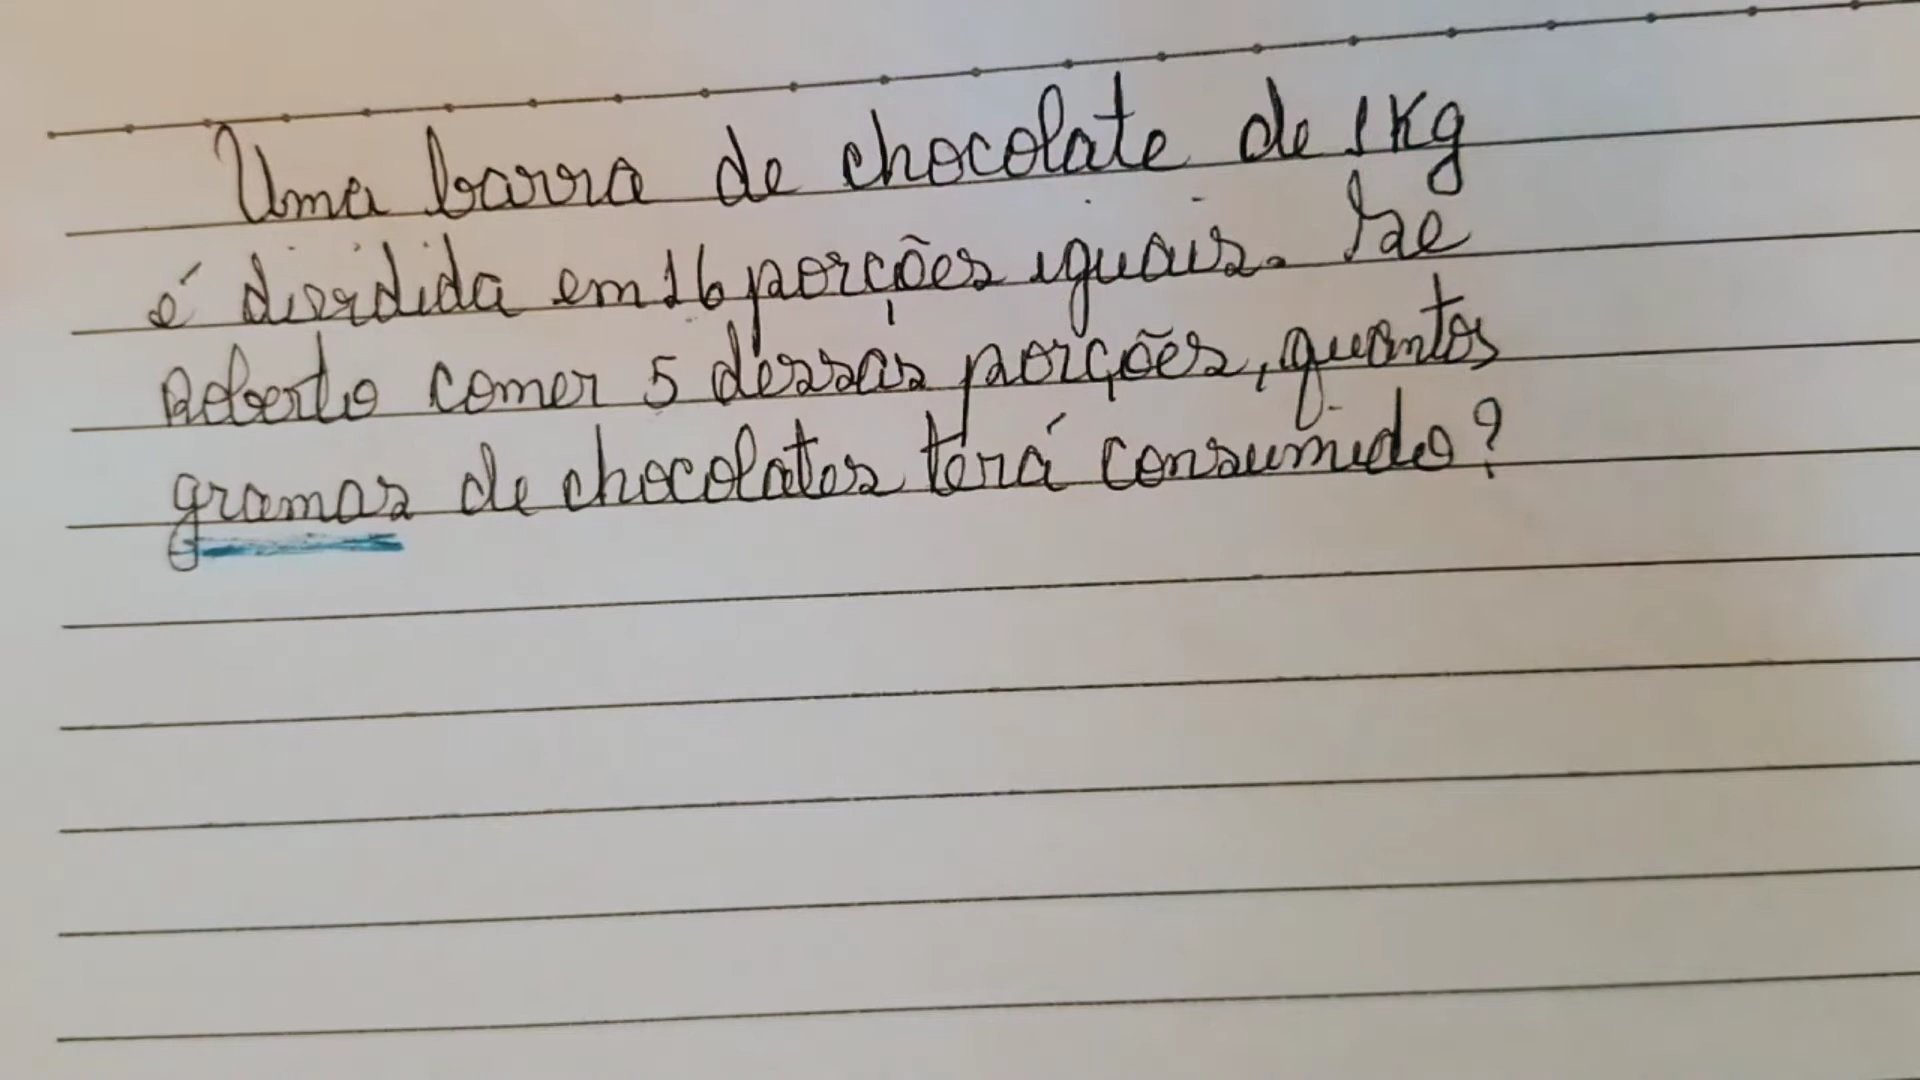 Uma barra de chocolate de 1Kg
é dividida em 16 porções iguais. Se
Roberto comer 5 dessas porções, quantos
gramas de chocolates terá consumido?